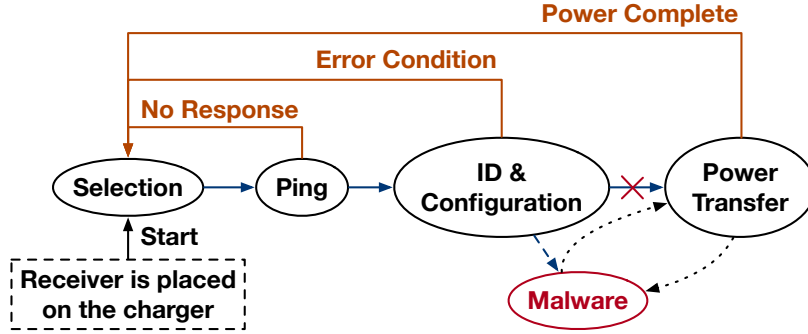 Power Complete
Error Condition
No Response
Selection
Ping
ID &
Configuration
Power
Transfer
Start
Receiver is placed
on the charger
Malware